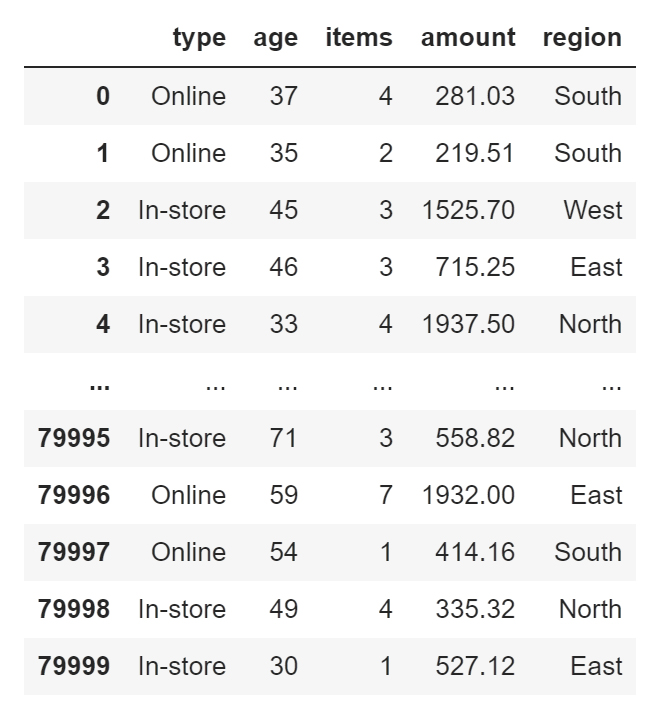 type age items amount region
0 Online 37 4 281.03 South
1 Online 35 2 219.51 South
2 In-store 45 3 1525.70 West
3 In-store 46 3 715.25 East
4 In-store 33 4 1937.50 North
... ... ... ... ... ...
79995 In-store 71 3 558.82 North
79996 Online 59 7 1932.00 East
79997 Online 54 1 414.16 South
79998 In-store 49 4 335.32 North
79999 In-store 30 1 527.12 East